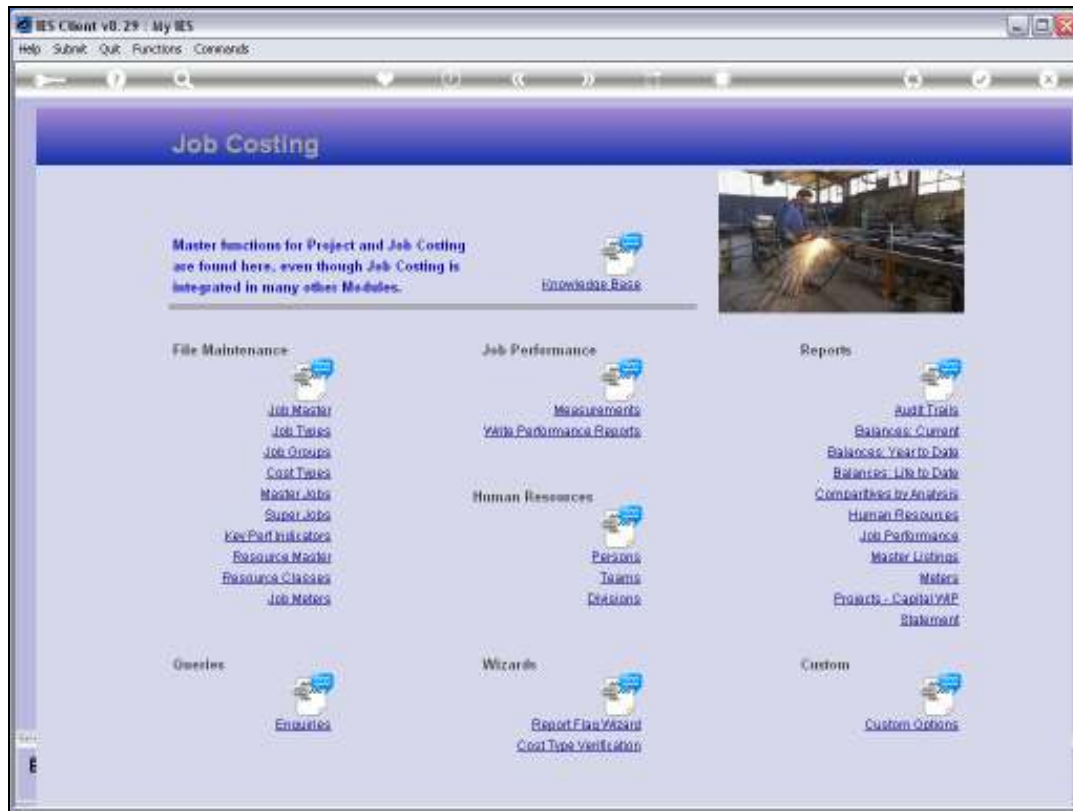 IES Client v8.29 : My IES
Help Submit Quit Functions Commands
Job Costing
Master functions for Project and Job Costing
are found here, even though Job Costing is
integrated in many other Modules.
Knowledge Base
File Maintenance
Job Master
Job Types
Job Groups
Cost Types
Master Jobs
Super Jobs
Key Perf Indicators
Resource Master
Resource Classes
Job Meters
Job Performance
Measurements
Write Performance Reports
Human Resources
Persons
Teams
Divisions
Reports
Audit Trails
Balances: Current
Balances: Year to Date
Balances: Life to Date
Comparitives by Analysis
Human Resources
Job Performance
Master Listings
Meters
Projects - Capital WIP
Statement
Queries
Enquiries
Wizards
Report Flag Wizard
Cost Type Verification
Custom
Custom Options